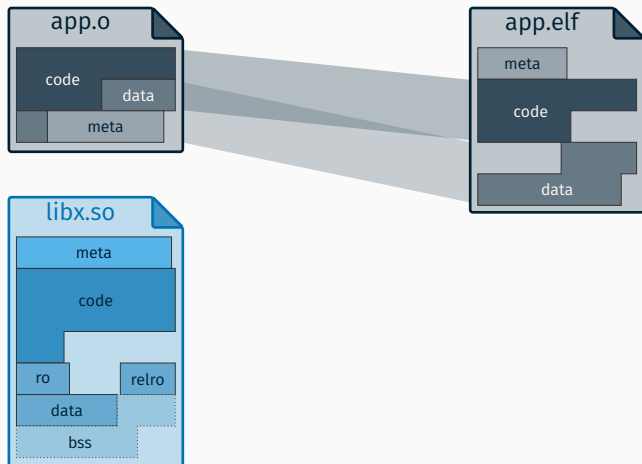 app.o
code
data
meta
app.elf
meta
code
data
libx.so
meta
code
ro
relro
data
bss